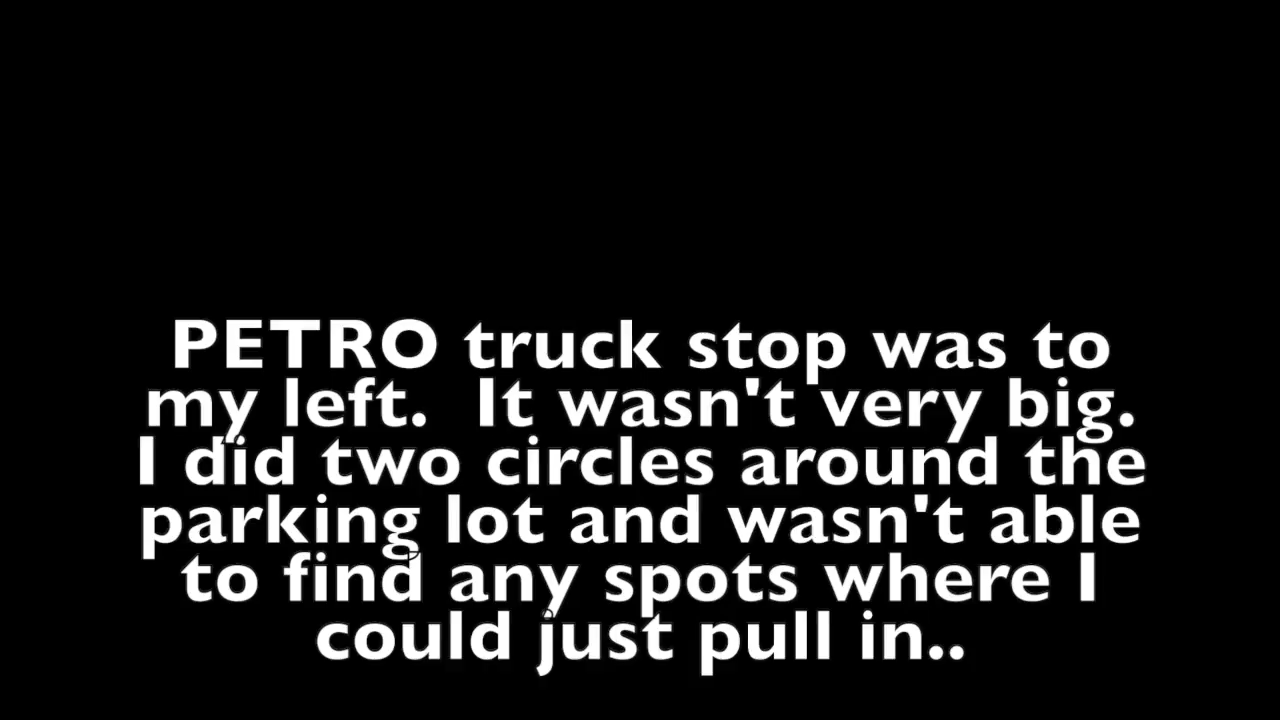 PETRO truck stop was to
my left.  It wasn't very big.
I did two circles around the
parking lot and wasn't able
to find any spots where I
could just pull in..